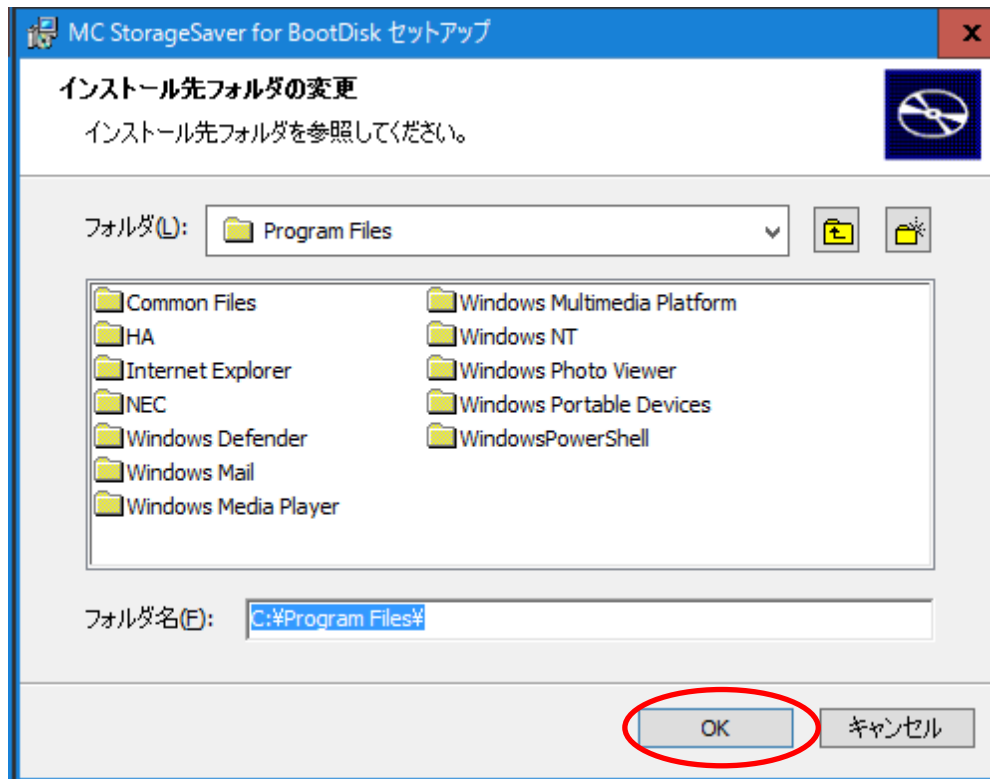 MC StorageSaver for BootDisk セットアップ
x
インストール先フォルダの変更
インストール先フォルダを参照してください。
フォルダ(L):
Program Files
Common Files
HA
Internet Explorer
NEC
Windows Defender
Windows Mail
Windows Media Player
Windows Multimedia Platform
Windows NT
Windows Photo Viewer
Windows Portable Devices
WindowsPowerShell
フォルダ名(F):
C:¥Program Files¥
OK
キャンセル